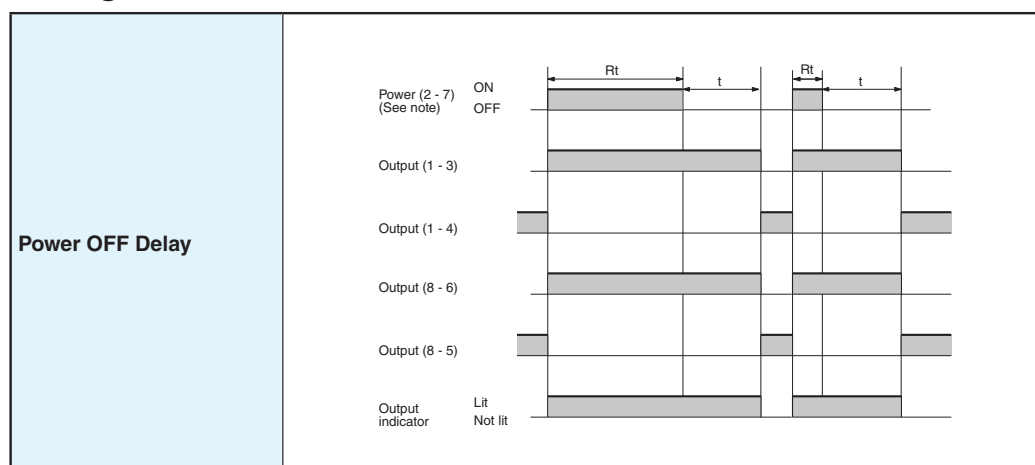 Power OFF Delay
Rt
t
Rt
t
Power (2 - 7)
(See note)
ON
OFF
Output (1 - 3)
Output (1 - 4)
Output (8 - 6)
Output (8 - 5)
Output
indicator
Lit
Not lit